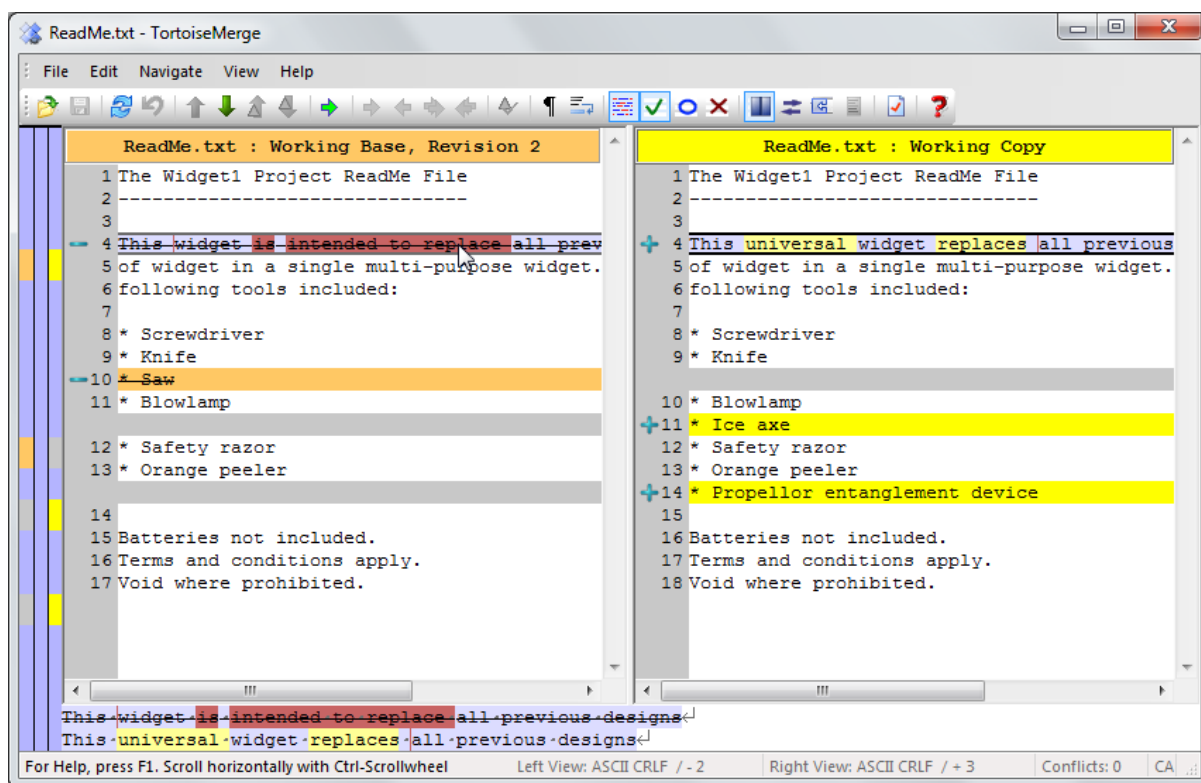 ReadMe.txt - TortoiseMerge
File Edit Navigate View Help
ReadMe.txt : Working Base, Revision 2
1 The Widget1 Project ReadMe File
2 -------------------------------
3
4 This widget is intended to replace all prev
5 of widget in a single multi-purpose widget.
6 following tools included:
7
8 * Screwdriver
9 * Knife
10 * Saw
11 * Blowlamp
12 * Safety razor
13 * Orange peeler
14
15 Batteries not included.
16 Terms and conditions apply.
17 Void where prohibited.
ReadMe.txt : Working Copy
1 The Widget1 Project ReadMe File
2 -------------------------------
3
4 This universal widget replaces all previous
5 of widget in a single multi-purpose widget.
6 following tools included:
7
8 * Screwdriver
9 * Knife
10 * Blowlamp
11 * Ice axe
12 * Safety razor
13 * Orange peeler
14 * Propellor entanglement device
15
16 Batteries not included.
17 Terms and conditions apply.
18 Void where prohibited.
This·widget·is·intended·to·replace·all·previous·designs↵
This·universal·widget·replaces·all·previous·designs↵
For Help, press F1. Scroll horizontally with Ctrl-Scrollwheel Left View: ASCII CRLF / - 2 Right View: ASCII CRLF / + 3 Conflicts: 0 CA